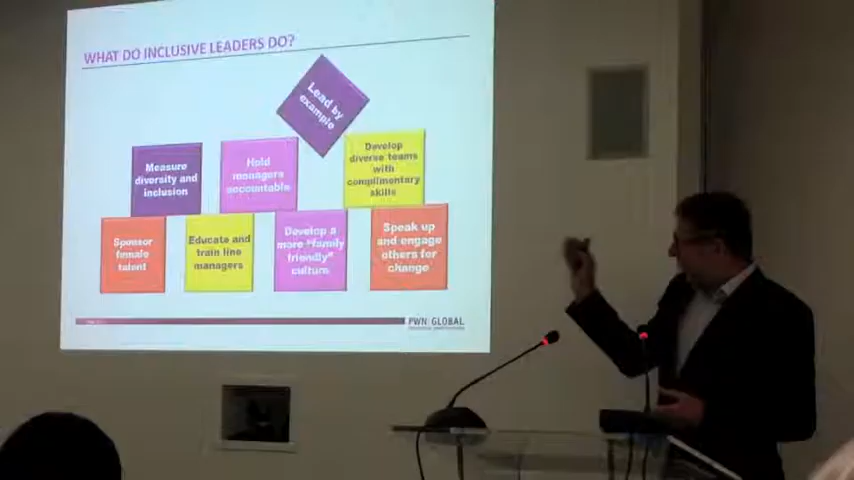 WHAT DO INCLUSIVE LEADERS DO?
Lead by
example
Measure
diversity and
inclusion
Hold
managers
accountable
Develop
diverse teams
with
complimentary
skills
Sponsor
female
talent
Educate and
train line
managers
Develop a
more "family
friendly"
culture
Speak up
and engage
others for
change
PWN GLOBAL